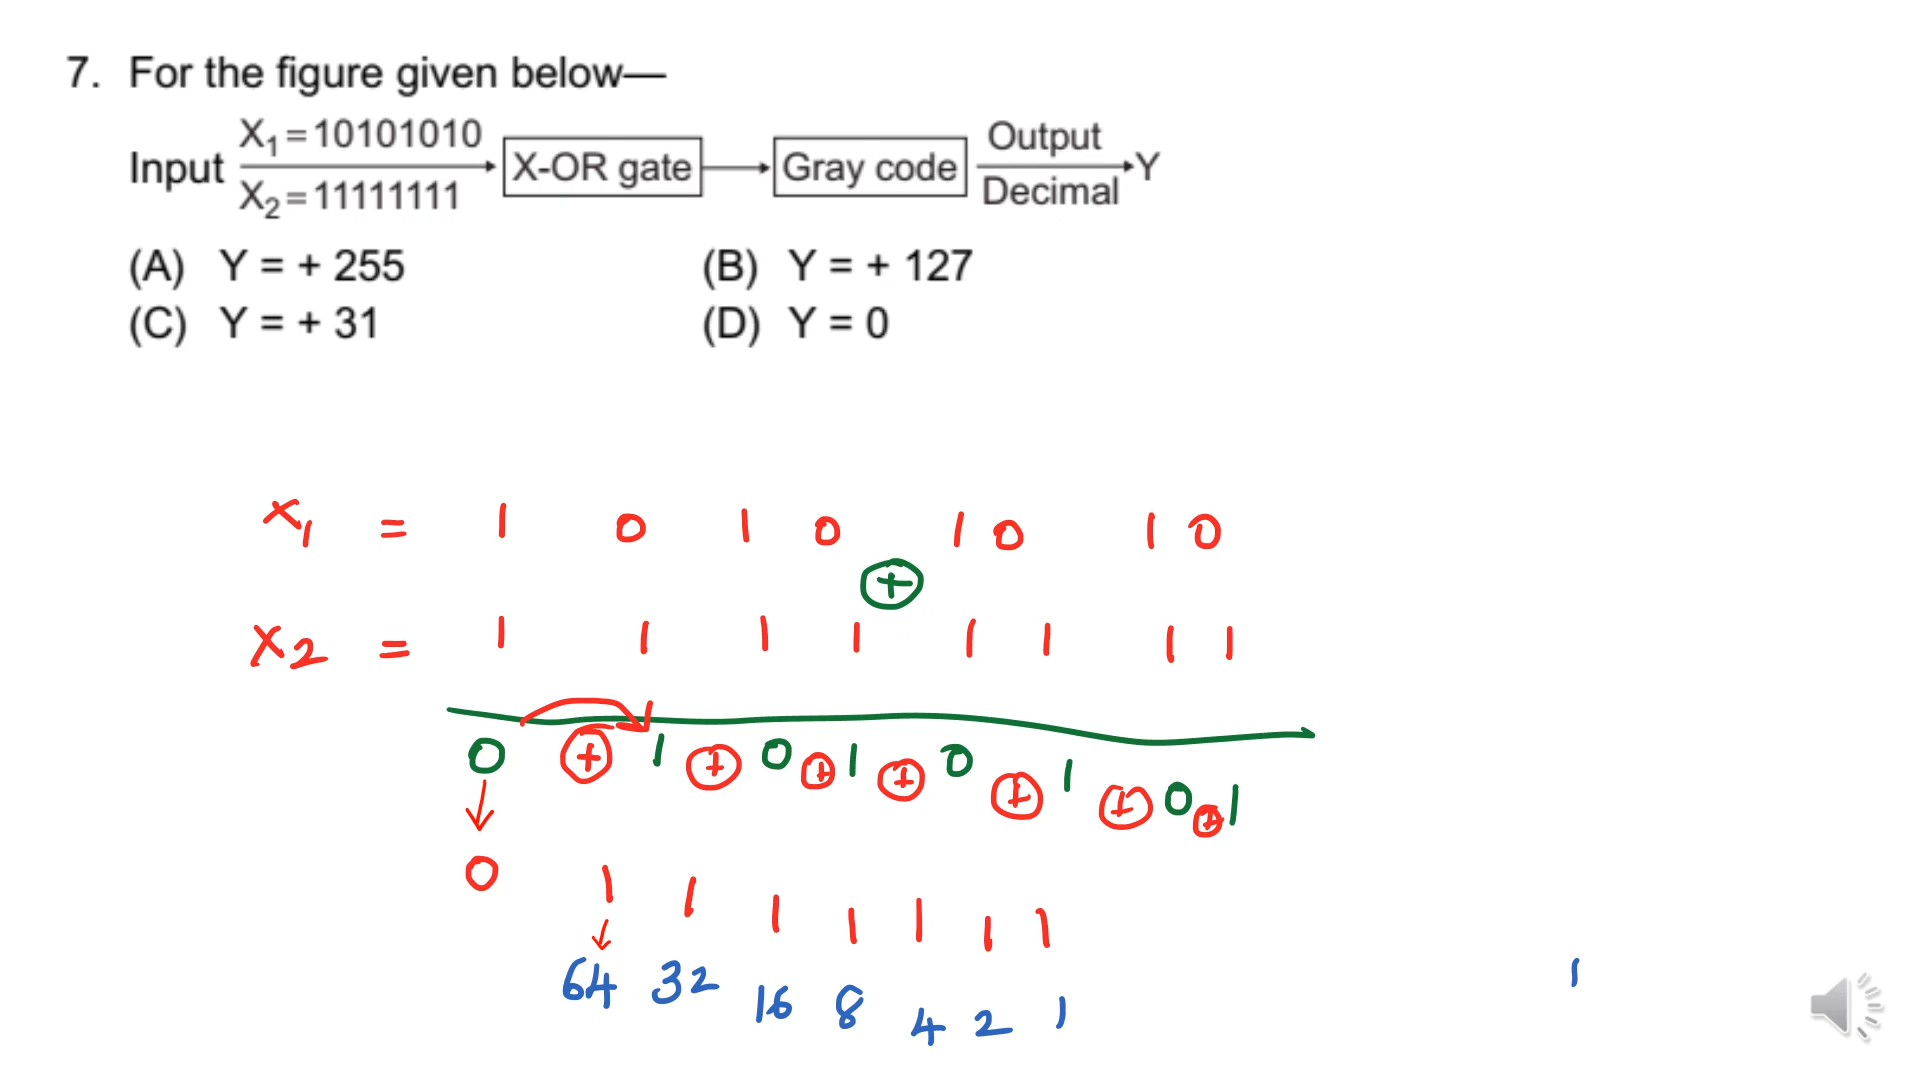 7. For the figure given below—
Input X₁ = 10101010 X₂ = 11111111 X-OR gate Gray code Output Decimal Y
(A) Y = + 255 (B) Y = + 127
(C) Y = + 31 (D) Y = 0
X₁ = 1 0 1 0 1 0 1 0
⊕
X₂ = 1 1 1 1 1 1 1 1
0 ⊕ 1 ⊕ 0 ⊕ 1 ⊕ 0 ⊕ 1 ⊕ 0 ⊕ 1
0 1 1 1 1 1 1 1
64 32 16 8 4 2 1 1